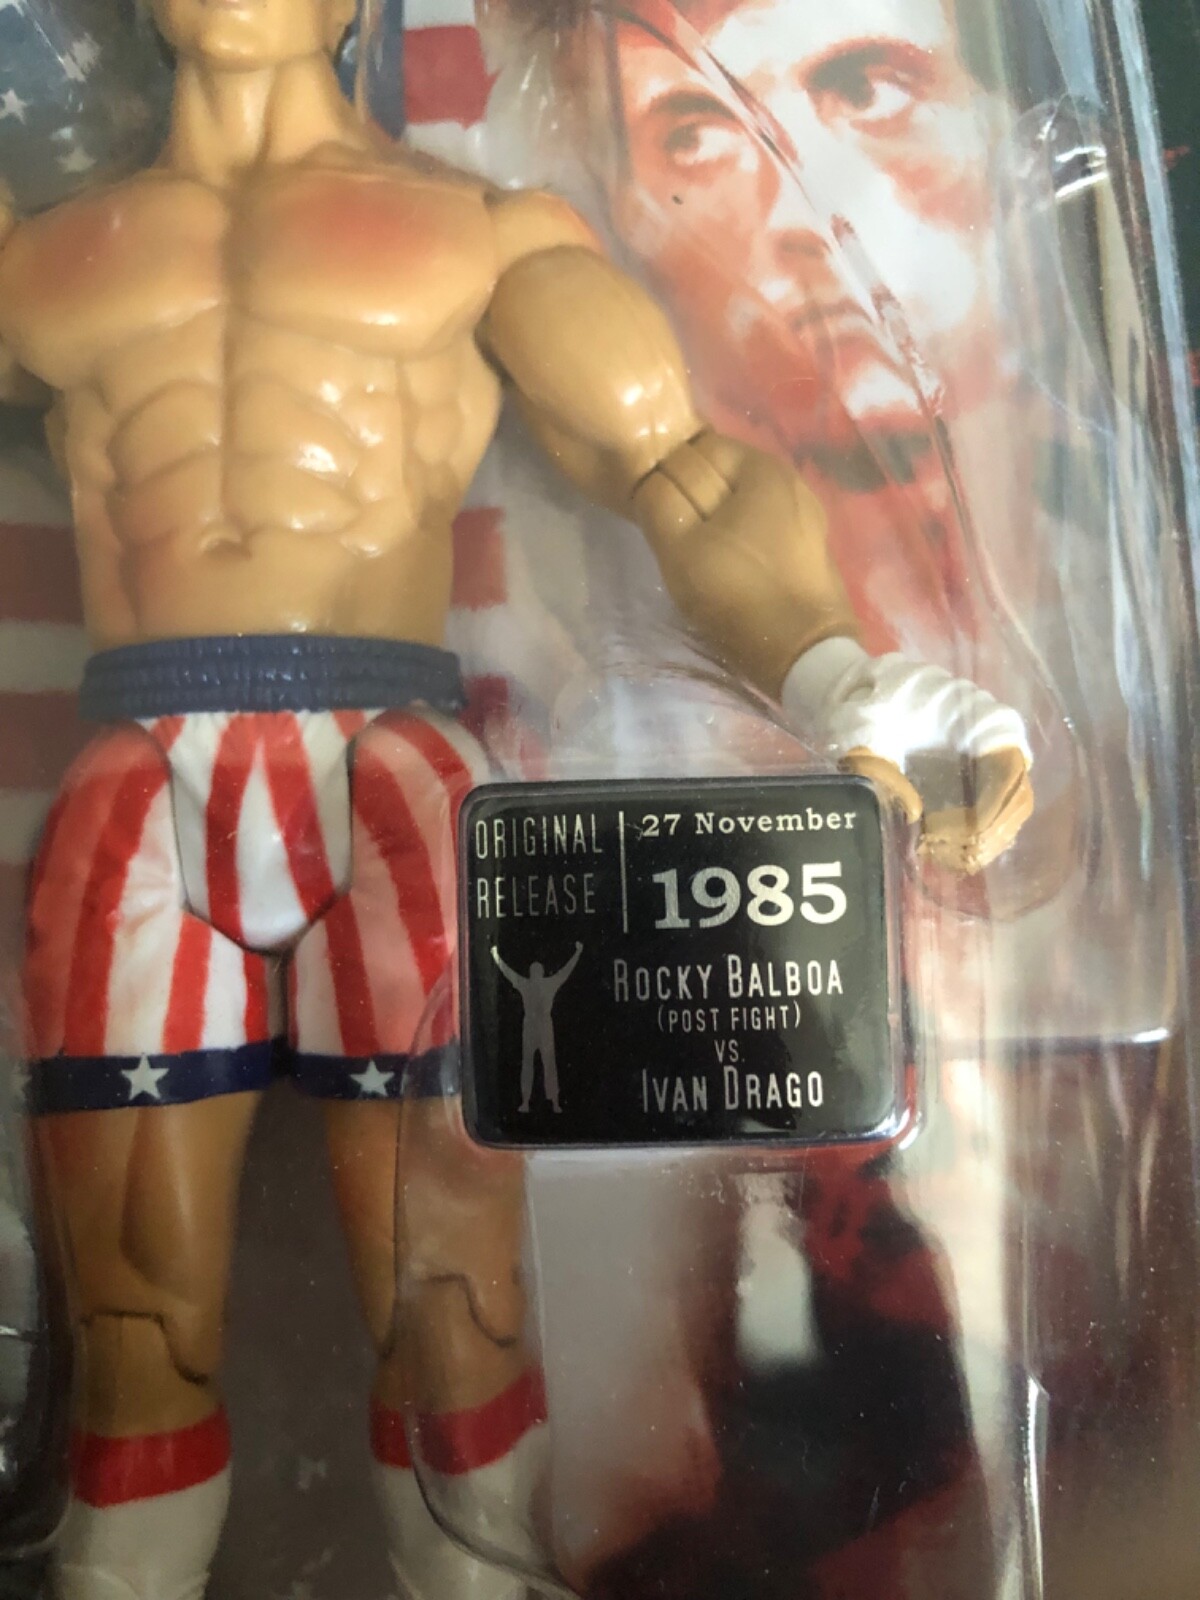 ORIGINAL
RELEASE
27 November
1985
ROCKY BALBOA
(POST FIGHT)
VS.
IVAN DRAGO